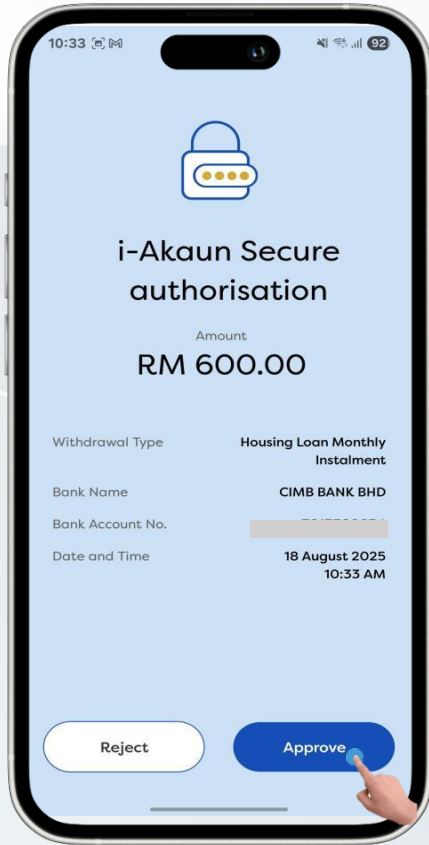 10:33
92
i-Akaun Secure
authorisation
Amount
RM 600.00
Withdrawal Type Housing Loan Monthly
Instalment
Bank Name CIMB BANK BHD
Bank Account No.
Date and Time 18 August 2025
10:33 AM
Reject Approve